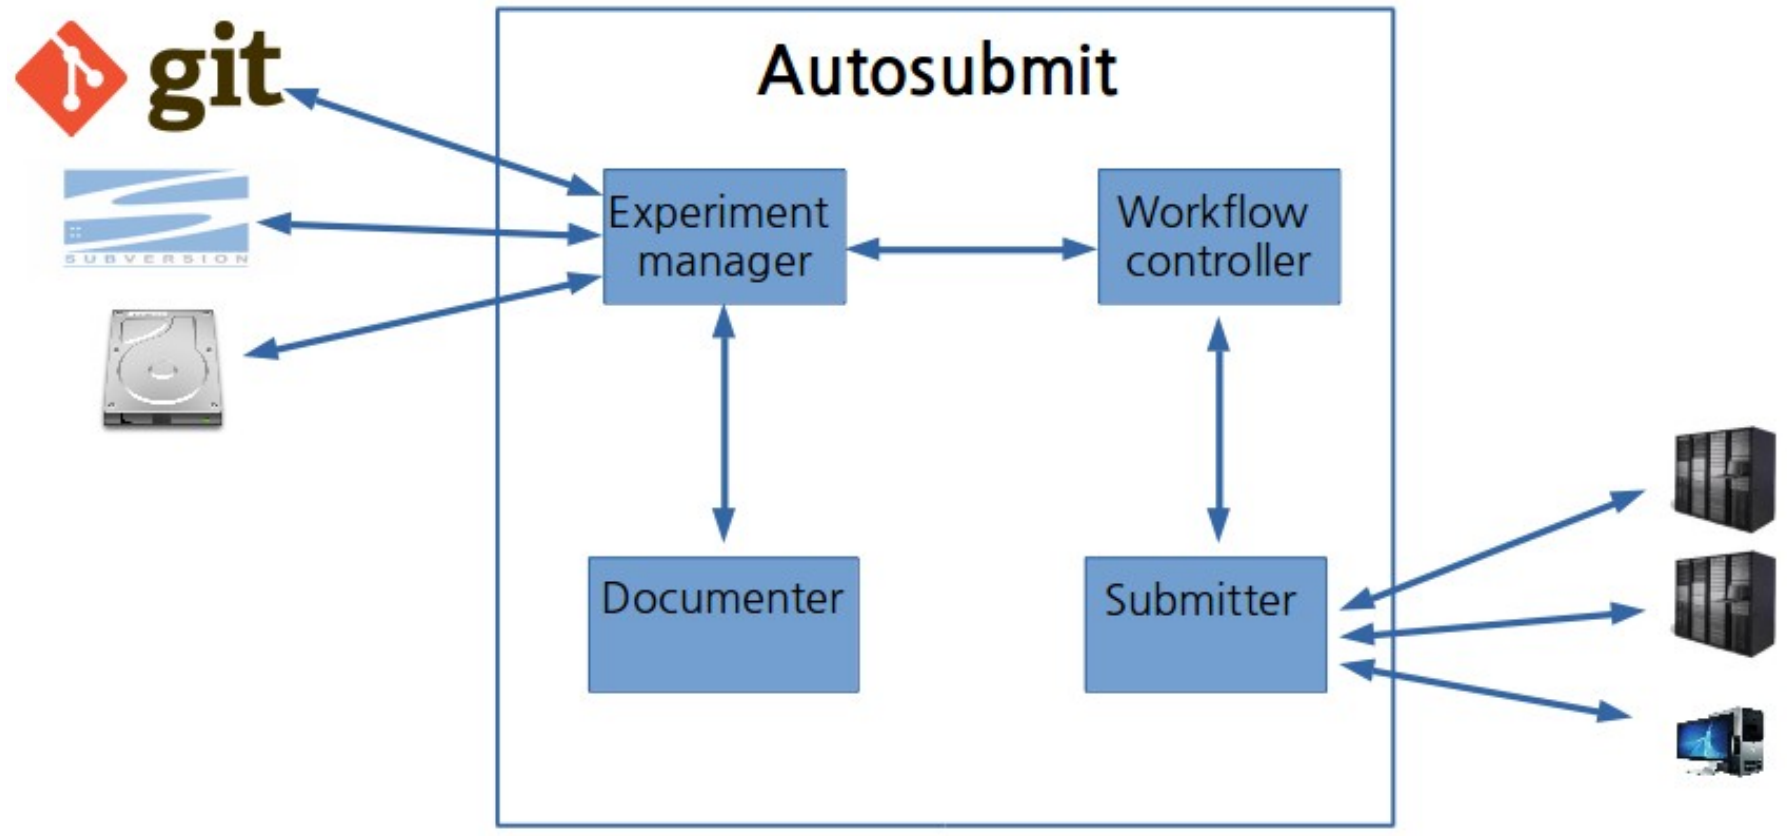 git
Autosubmit
SUBVERSION
Experiment
manager
Workflow
controller
Documenter
Submitter